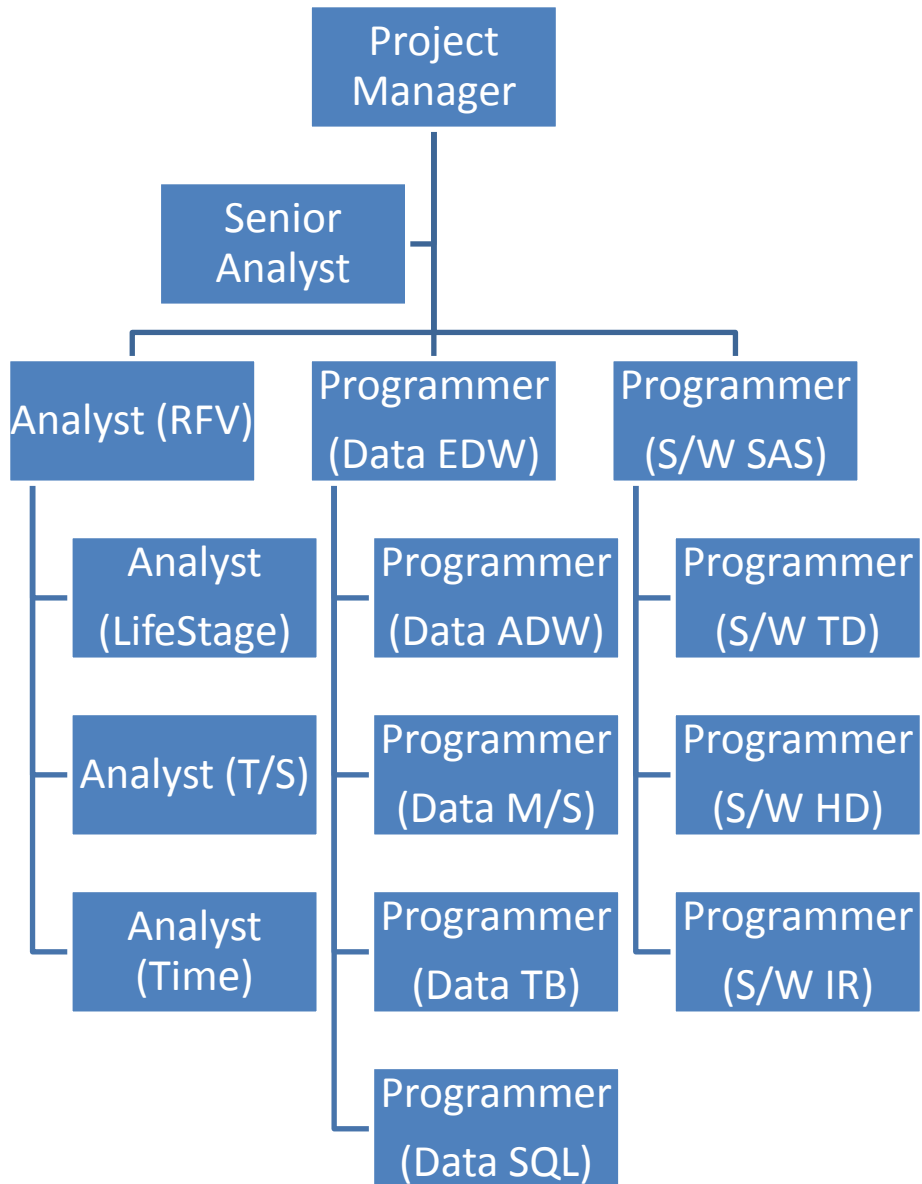 Project
Manager
Senior
Analyst
Analyst (RFV)
Programmer
(Data EDW)
Programmer
(S/W SAS)
Analyst
(LifeStage)
Programmer
(Data ADW)
Programmer
(S/W TD)
Analyst (T/S)
Programmer
(Data M/S)
Programmer
(S/W HD)
Analyst
(Time)
Programmer
(Data TB)
Programmer
(S/W IR)
Programmer
(Data SQL)